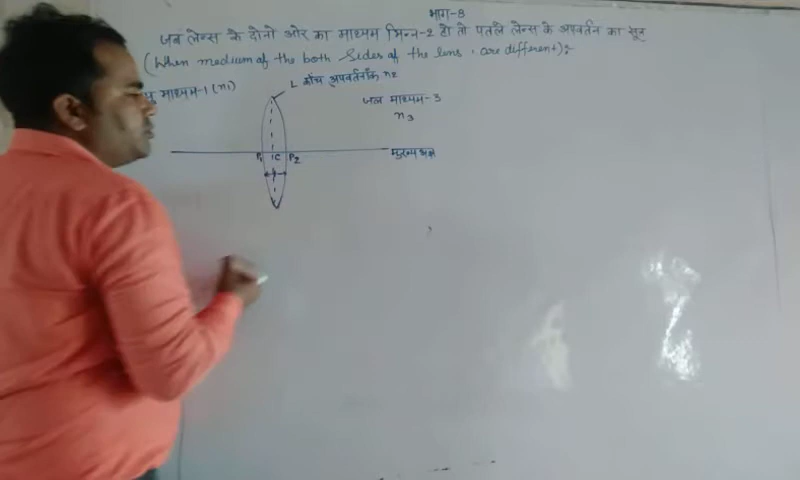 भाग-8
जब लेन्स के दोनो ओर का माध्यम भिन्न-2 हो तो पतले लेन्स के अपवर्तन का सूत्र
(When medium of the both sides of the lens, are different):-
L काँच अपवर्तनाँक n2
माध्यम-1 (n1)
जल माध्यम-3
n3
P1 C P2
मुख्य अक्ष
t